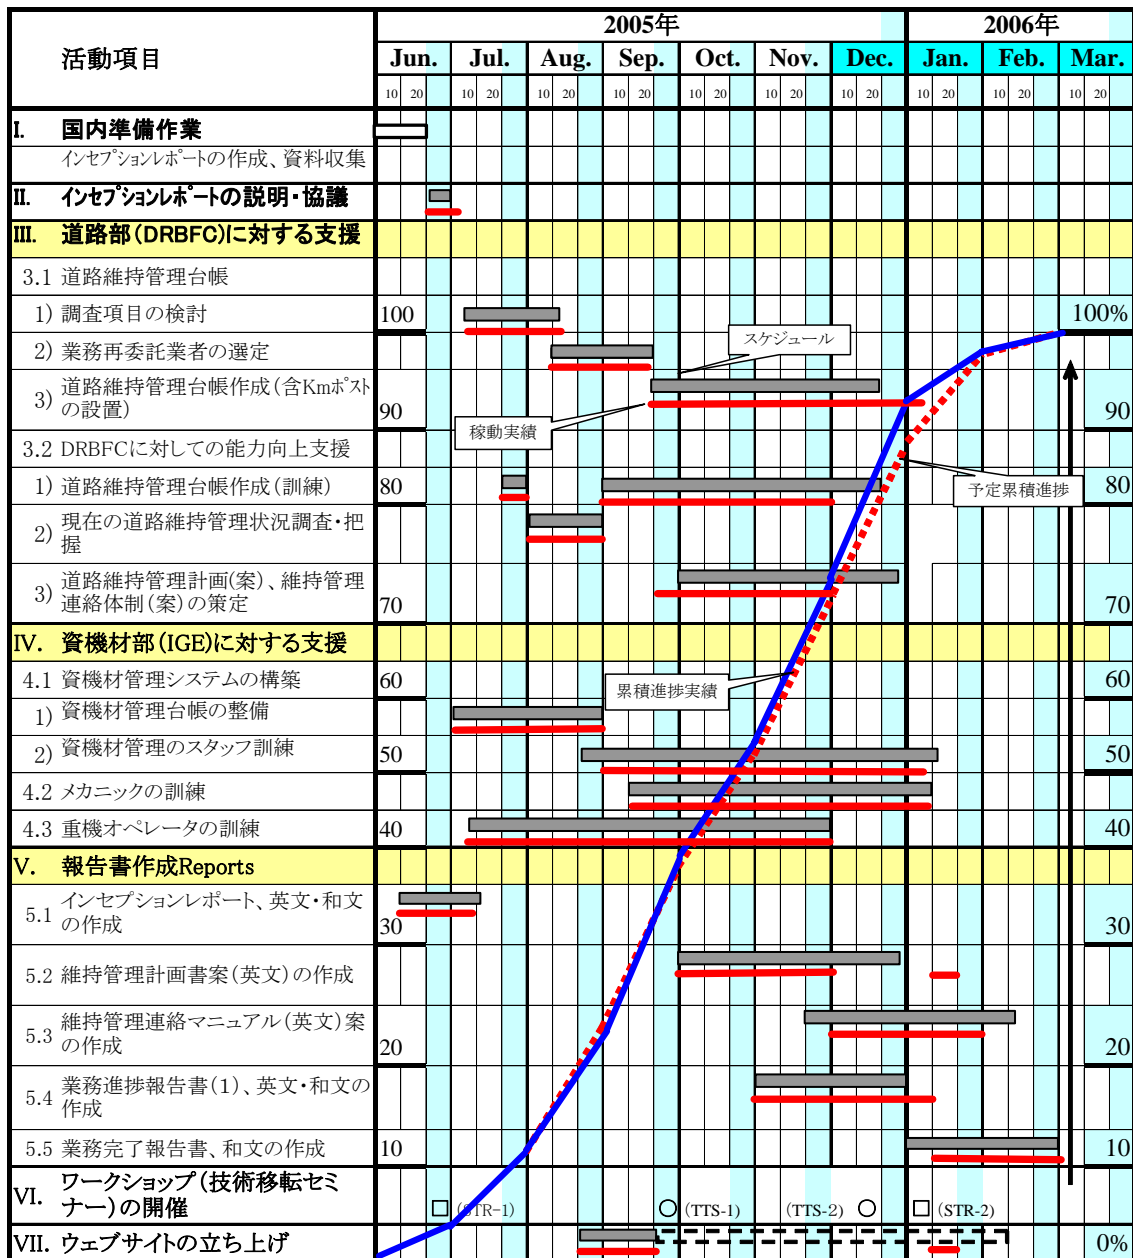 活動項目
2005年
2006年
Jun.
Jul.
Aug.
Sep.
Oct.
Nov.
Dec.
Jan.
Feb.
Mar.
10 20
10 20
10 20
10 20
10 20
10 20
10 20
10 20
10 20
10 20
I. 国内準備作業
インセプションレポートの作成、資料収集
II. インセプションレポートの説明・協議
III. 道路部(DRBFC)に対する支援
3.1 道路維持管理台帳
1) 調査項目の検討
100
100%
2) 業務再委託業者の選定
スケジュール
3) 道路維持管理台帳作成(含Kmポスト
の設置)
90
90
稼動実績
3.2 DRBFCに対しての能力向上支援
1) 道路維持管理台帳作成(訓練)
80
予定累積進捗
80
2) 現在の道路維持管理状況調査・把
握
3) 道路維持管理計画(案)、維持管理
連絡体制(案)の策定
70
70
IV. 資機材部(IGE)に対する支援
4.1 資機材管理システムの構築
60
累積進捗実績
60
1) 資機材管理台帳の整備
2) 資機材管理のスタッフ訓練
50
50
4.2 メカニックの訓練
4.3 重機オペレータの訓練
40
40
V. 報告書作成Reports
5.1 インセプションレポート、英文・和文
の作成
30
30
5.2 維持管理計画書案(英文)の作成
5.3 維持管理連絡マニュアル(英文)案
の作成
20
20
5.4 業務進捗報告書(1)、英文・和文の
作成
5.5 業務完了報告書、和文の作成
10
10
VI. ワークショップ(技術移転セミ
ナー)の開催
□ (STR-1)
○ (TTS-1)
(TTS-2) ○
□ (STR-2)
VII. ウェブサイトの立ち上げ
0%